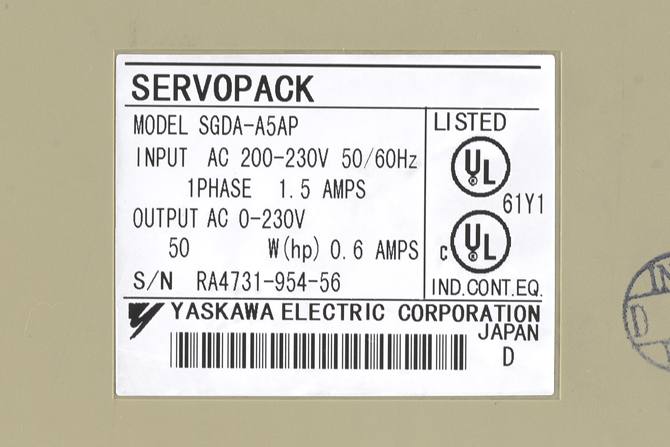 SERVOPACK
MODEL SGDA-A5AP
INPUT AC 200-230V 50/60Hz
1PHASE 1.5 AMPS
OUTPUT AC 0-230V
50 W(hp) 0.6 AMPS
S/N RA4731-954-56
LISTED
UL
61Y1
c UL
IND.CONT.EQ.
YASKAWA ELECTRIC CORPORATION
JAPAN
D
D